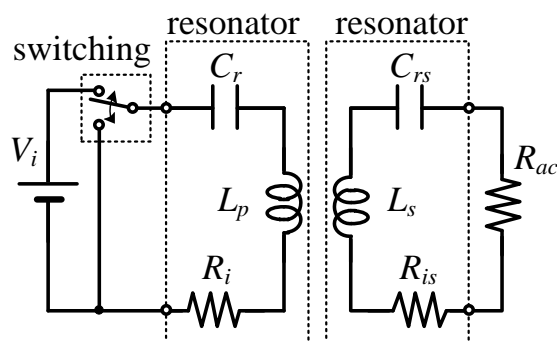 resonator resonator
switching
C_r C_rs
V_i
R_ac
L_p L_s
R_i R_is